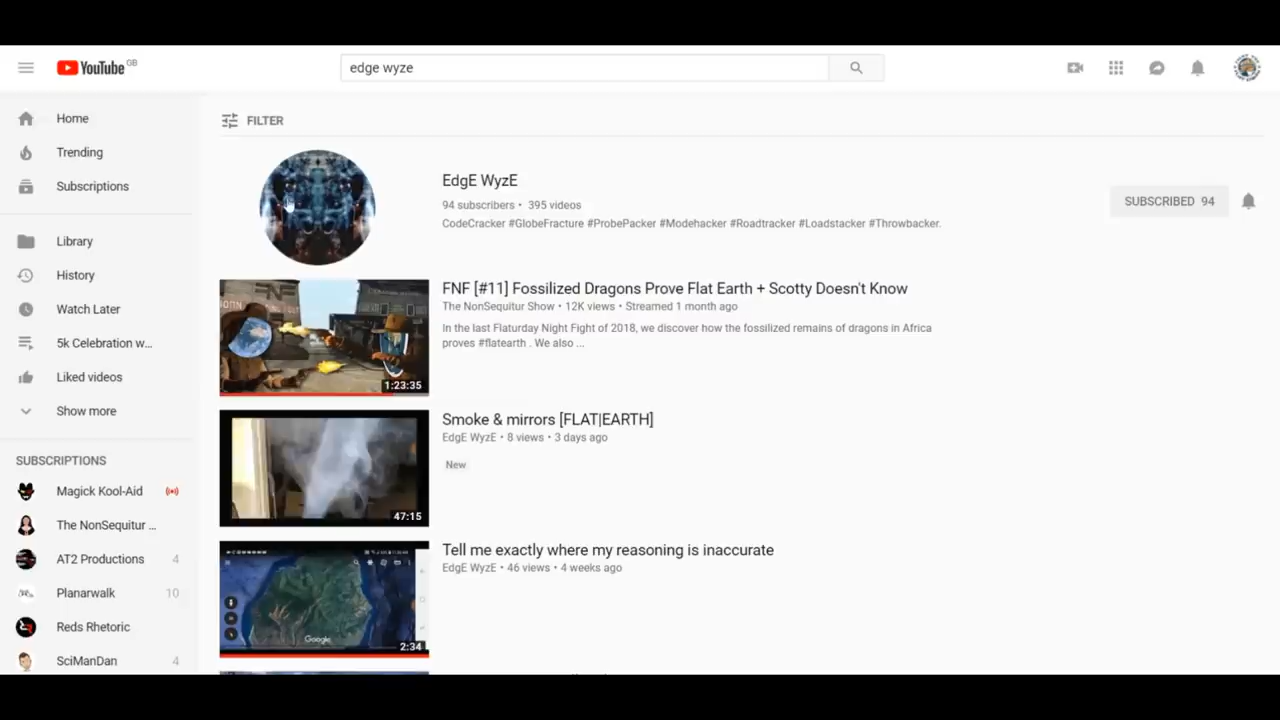 YouTube GB
edge wyze
Home
Trending
Subscriptions
Library
History
Watch Later
5k Celebration w...
Liked videos
Show more
SUBSCRIPTIONS
Magick Kool-Aid
The NonSequitur ...
AT2 Productions 4
Planarwalk 10
Reds Rhetoric
SciManDan 4
FILTER
EdgE WyzE
94 subscribers • 395 videos
CodeCracker #GlobeFracture #ProbePacker #Modehacker #Roadtracker #Loadstacker #Throwbacker.
SUBSCRIBED 94
1:23:35
FNF [#11] Fossilized Dragons Prove Flat Earth + Scotty Doesn't Know
The NonSequitur Show • 12K views • Streamed 1 month ago
In the last Flaturday Night Fight of 2018, we discover how the fossilized remains of dragons in Africa
proves #flatearth . We also ...
47:15
Smoke & mirrors [FLAT|EARTH]
EdgE WyzE • 8 views • 3 days ago
New
Google
2:34
Tell me exactly where my reasoning is inaccurate
EdgE WyzE • 46 views • 4 weeks ago